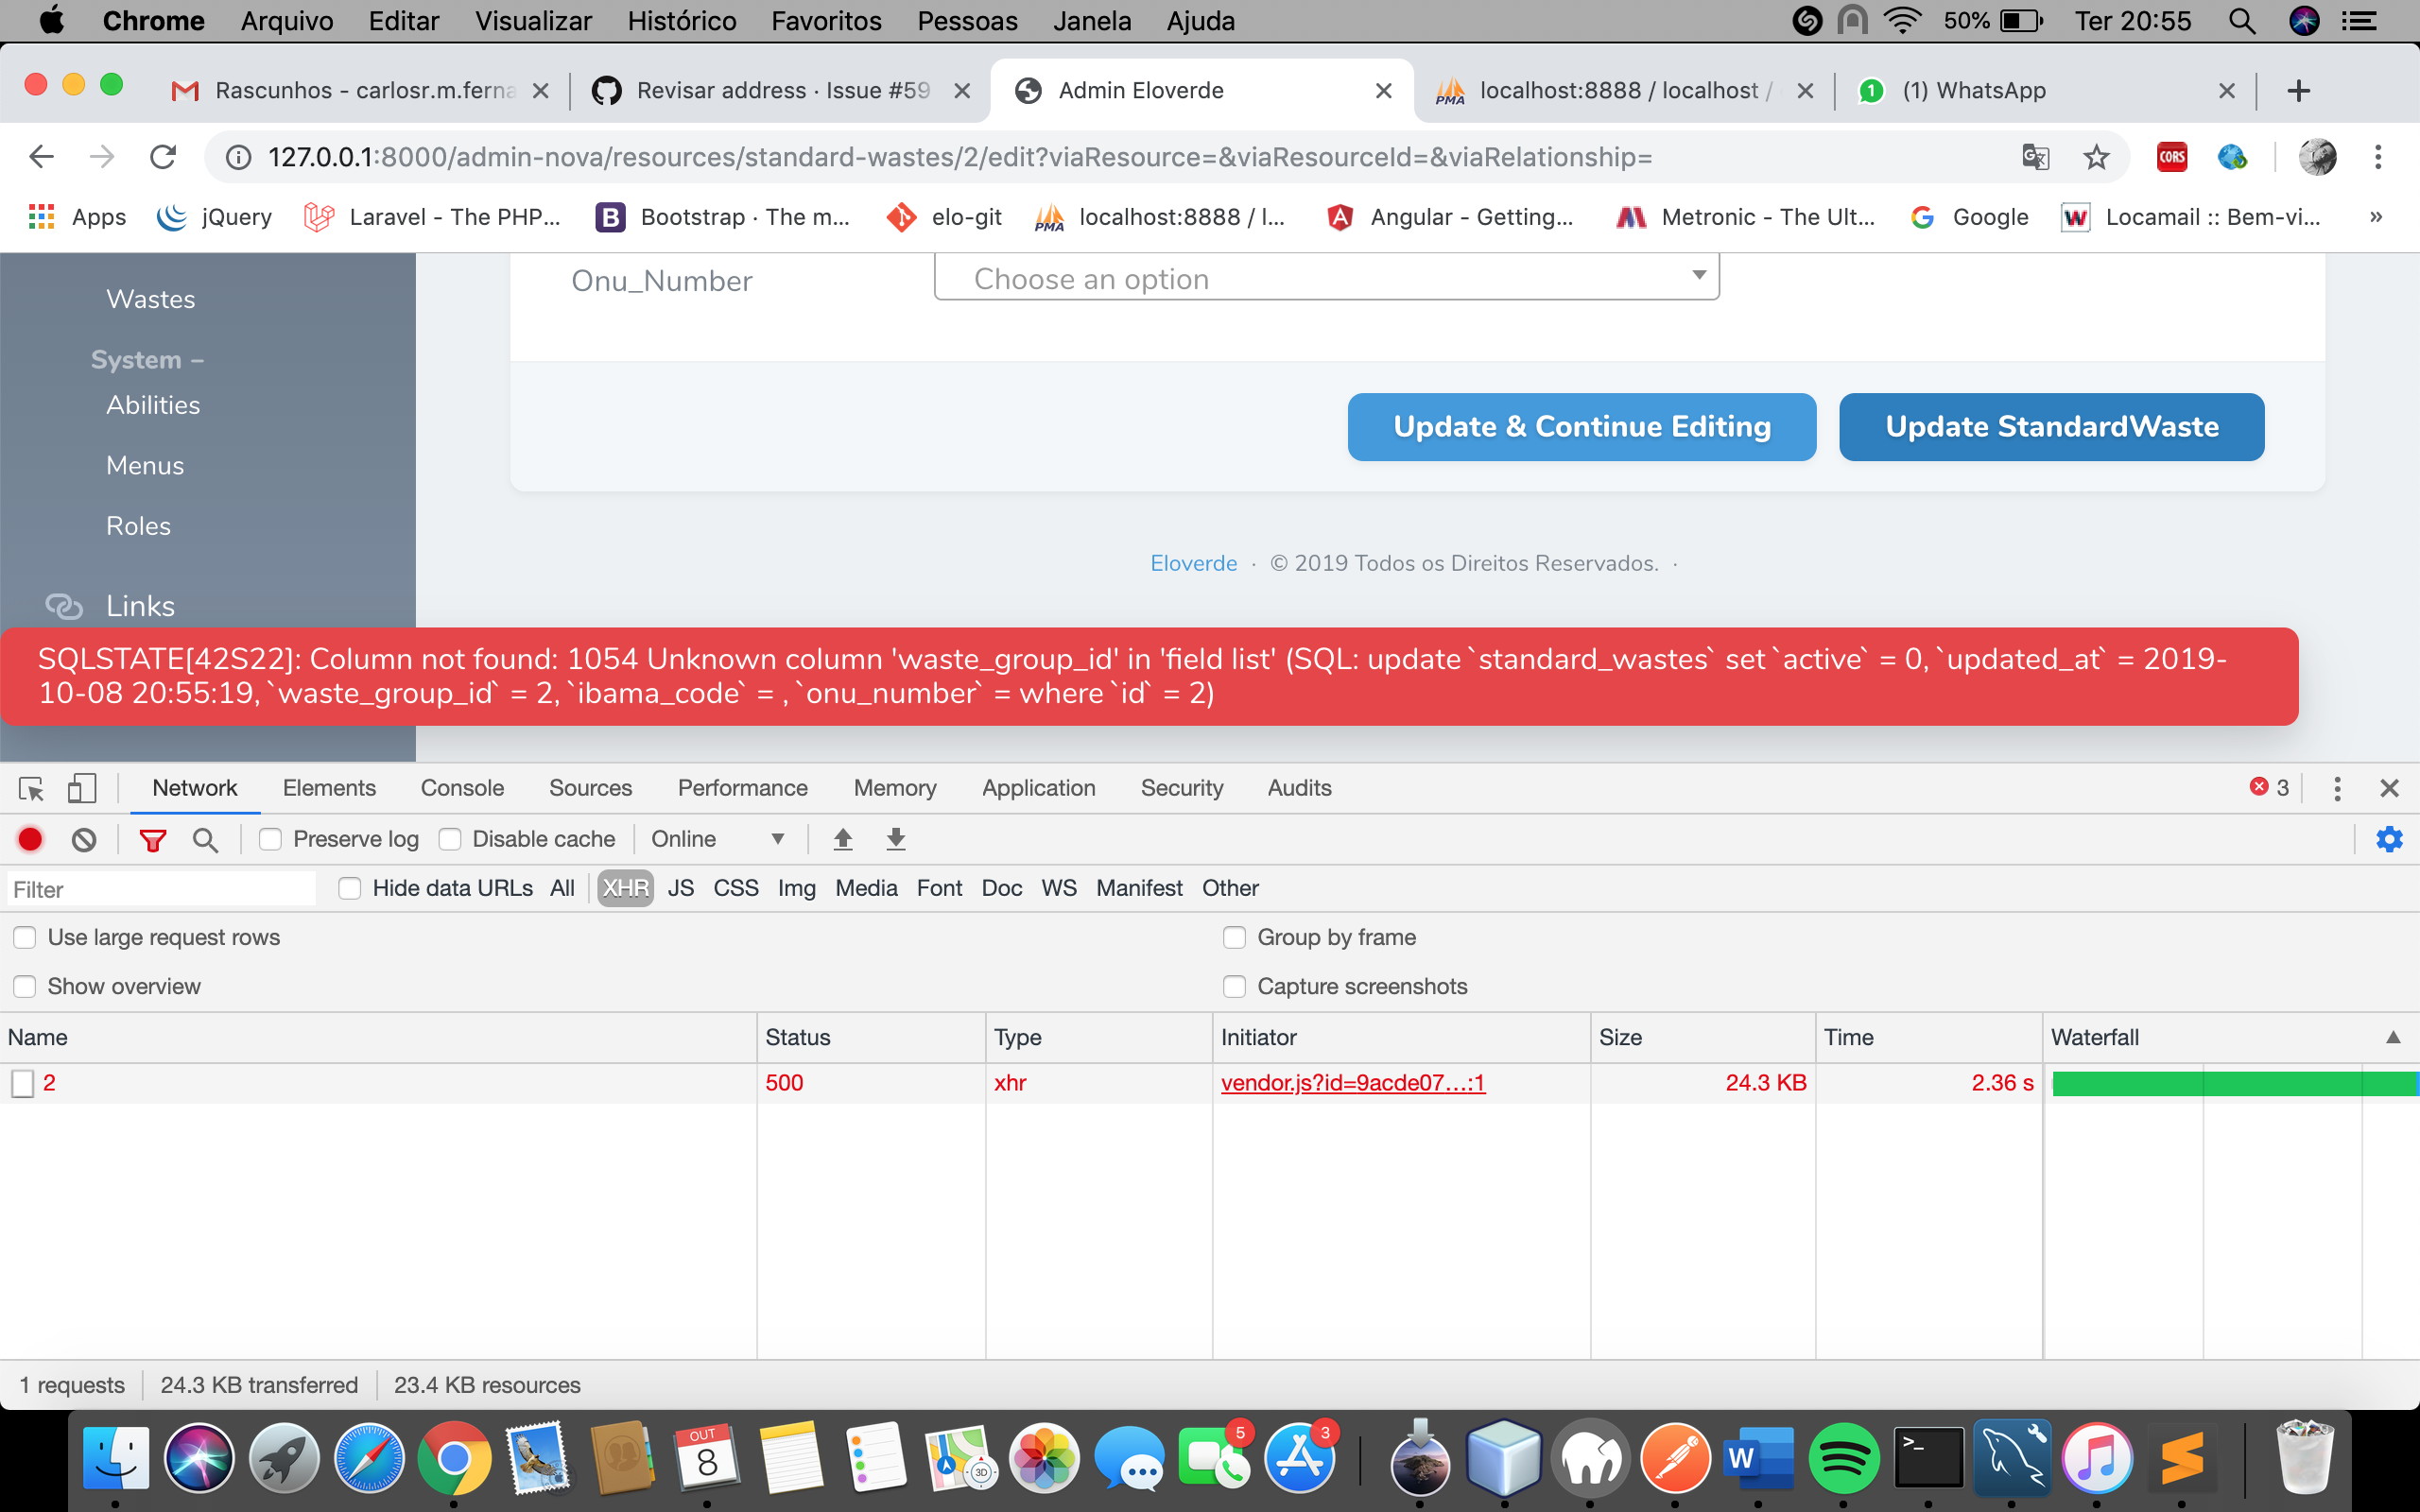 Chrome Arquivo Editar Visualizar Histórico Favoritos Pessoas Janela Ajuda 50% Ter 20:55
Rascunhos - carlosr.m.ferna Revisar address · Issue #59 Admin Eloverde localhost:8888 / localhost / (1) WhatsApp
127.0.0.1:8000/admin-nova/resources/standard-wastes/2/edit?viaResource=&viaResourceId=&viaRelationship= CORS
Apps jQuery Laravel - The PHP... Bootstrap · The m... elo-git localhost:8888 / l... Angular - Getting... Metronic - The Ult... Google Locamail :: Bem-vi... »
Wastes
System –
Abilities
Menus
Roles
Links
Onu_Number Choose an option
Update & Continue Editing Update StandardWaste
Eloverde · © 2019 Todos os Direitos Reservados. ·
SQLSTATE[42S22]: Column not found: 1054 Unknown column 'waste_group_id' in 'field list' (SQL: update `standard_wastes` set `active` = 0, `updated_at` = 2019-
10-08 20:55:19, `waste_group_id` = 2, `ibama_code` = , `onu_number` = where `id` = 2)
Network Elements Console Sources Performance Memory Application Security Audits 3
Preserve log Disable cache Online
Filter Hide data URLs All XHR JS CSS Img Media Font Doc WS Manifest Other
Use large request rows Group by frame
Show overview Capture screenshots
Name Status Type Initiator Size Time Waterfall
2 500 xhr vendor.js?id=9acde07...:1 24.3 KB 2.36 s
1 requests 24.3 KB transferred 23.4 KB resources
OUT
8
3D
5
3
W
>_